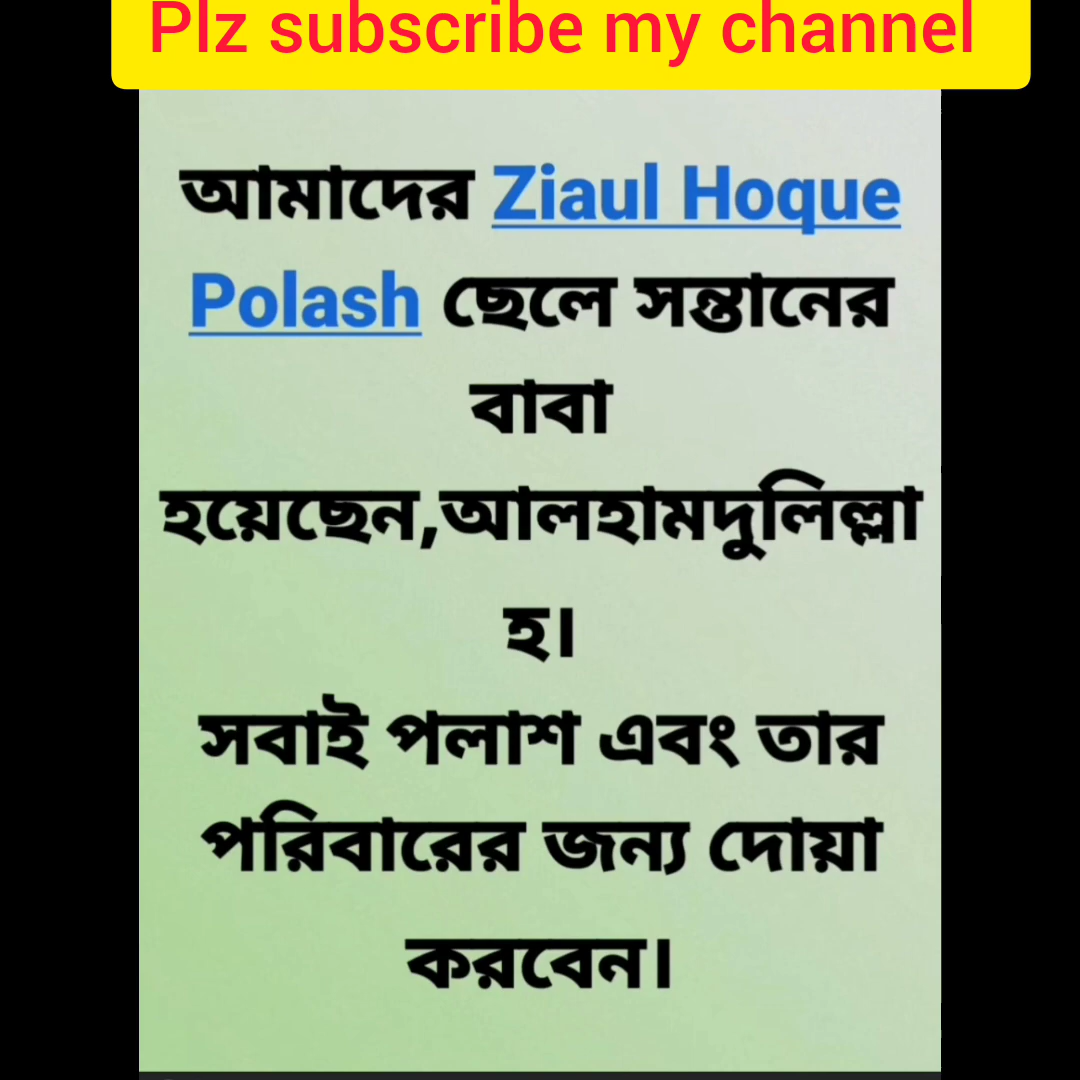 Plz subscribe my channel
আমাদের Ziaul Hoque
Polash ছেলে সন্তানের
বাবা
হয়েছেন,আলহামদুলিল্লা
হ।
সবাই পলাশ এবং তার
পরিবারের জন্য দোয়া
করবেন।